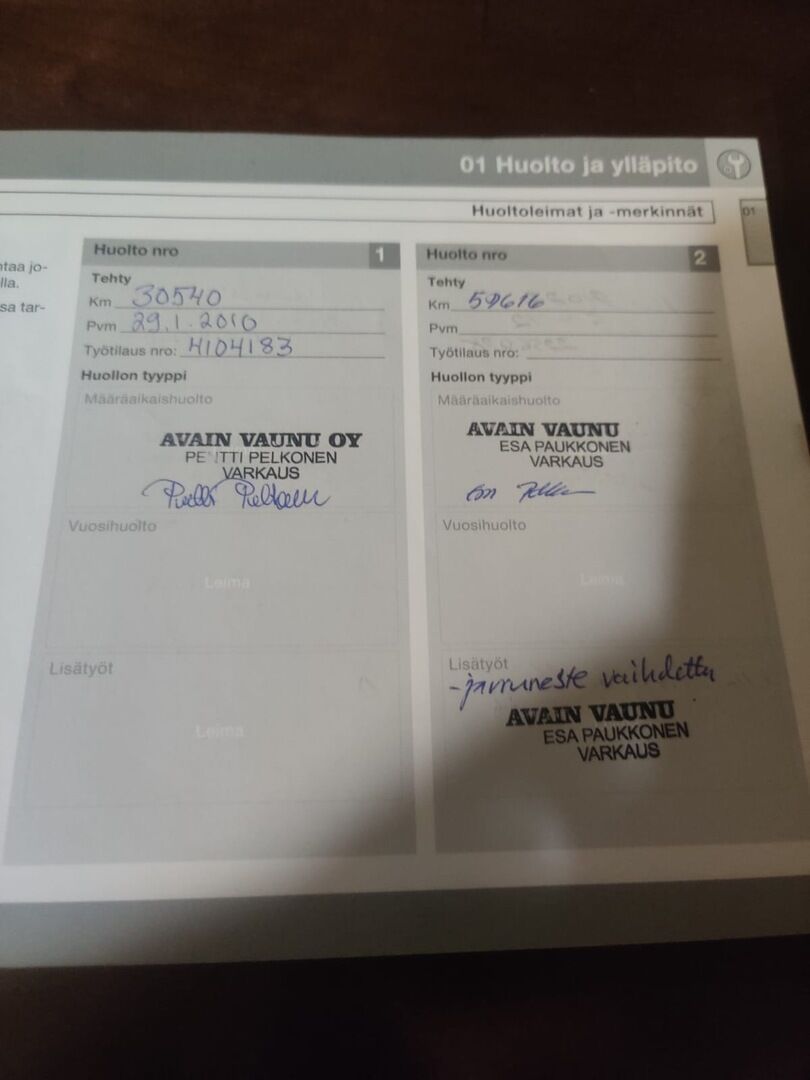 01 Huolto ja ylläpito
Huoltoleimat ja -merkinnät
01
ntaa jo-
lla.
sa tar-
Huolto nro 1
Tehty
Km 30540
Pvm 29.1.2010
Työtilaus nro: H104183
Huollon tyyppi
Määräaikaishuolto
AVAIN VAUNU OY
PENTTI PELKONEN
VARKAUS
Vuosihuolto
Leima
Lisätyöt
Leima
Huolto nro 2
Tehty
Km 59616
Pvm
Työtilaus nro:
Huollon tyyppi
Määräaikaishuolto
AVAIN VAUNU
ESA PAUKKONEN
VARKAUS
Vuosihuolto
Leima
Lisätyöt
- jarruneste vaihdettu
AVAIN VAUNU
ESA PAUKKONEN
VARKAUS